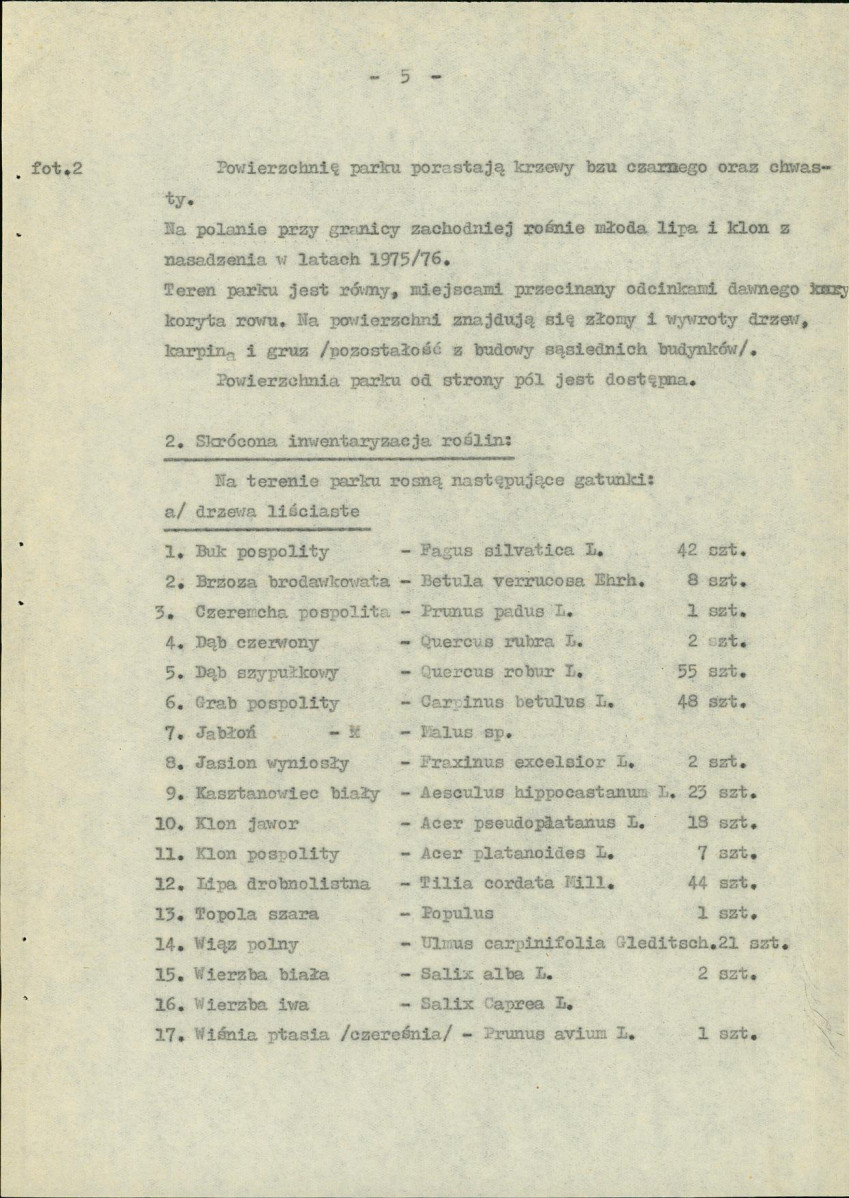 - 5 -
fot.2 Powierzchnię parku porastają krzewy bzu czarnego oraz chwas-
ty.
Na polanie przy granicy zachodniej rośnie młoda lipa i klon z
nasadzenia w latach 1975/76.
Teren parku jest równy, miejscami przecinany odcinkami dawnego
koryta rowu. Na powierzchni znajdują się złomy i wywroty drzew,
karpina i gruz /pozostałość z budowy sąsiednich budynków/.
Powierzchnia parku od strony pól jest dostępna.
2. Skrócona inwentaryzacja roślin:
Na terenie parku rosną następujące gatunki:
a/ drzewa liściaste
1. Buk pospolity - Fagus silvatica L. 42 szt.
2. Brzoza brodawkowata - Betula verrucosa Ehrh. 8 szt.
3. Czeremcha pospolita - Prunus padus L. 1 szt.
4. Dąb czerwony - Quercus rubra L. 2 szt.
5. Dąb szypułkowy - Quercus robur L. 55 szt.
6. Grab pospolity - Carpinus betulus L. 48 szt.
7. Jabłoń - M - Malus sp.
8. Jasion wyniosły - Fraxinus excelsior L. 2 szt.
9. Kasztanowiec biały - Aesculus hippocastanum L. 23 szt.
10. Klon jawor - Acer pseudoplatanus L. 18 szt.
11. Klon pospolity - Acer platanoides L. 7 szt.
12. Lipa drobnolistna - Tilia cordata Mill. 44 szt.
13. Topola szara - Populus 1 szt.
14. Wiąz polny - Ulmus carpinifolia Gleditsch.21 szt.
15. Wierzba biała - Salix alba L. 2 szt.
16. Wierzba iwa - Salix Caprea L.
17. Wiśnia ptasia /czereśnia/ - Prunus avium L. 1 szt.